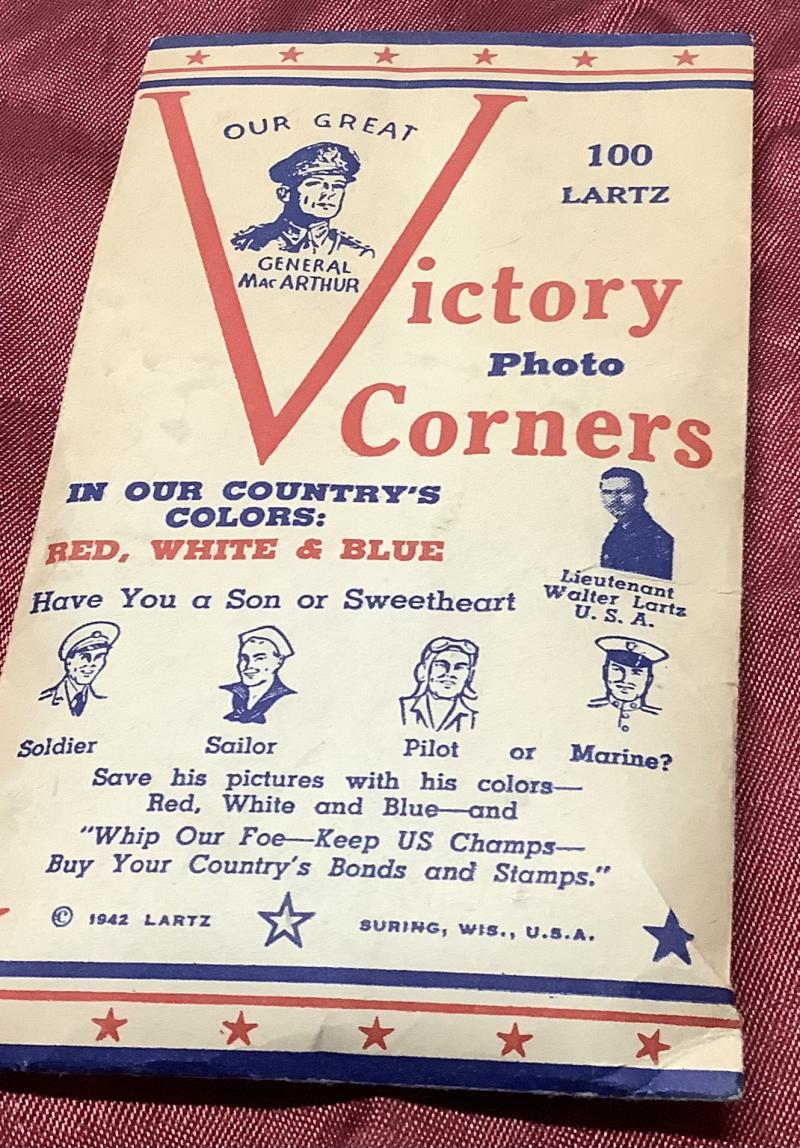 OUR GREAT
GENERAL
MacARTHUR
100
LARTZ
Victory
Photo
Corners
IN OUR COUNTRY'S
COLORS:
RED, WHITE & BLUE
Lieutenant
Walter Lartz
U. S. A.
Have You a Son or Sweetheart
Soldier Sailor Pilot or Marine?
Save his pictures with his colors—
Red, White and Blue—and
"Whip Our Foe—Keep US Champs—
Buy Your Country's Bonds and Stamps."
© 1942 LARTZ SURING, WIS., U.S.A.